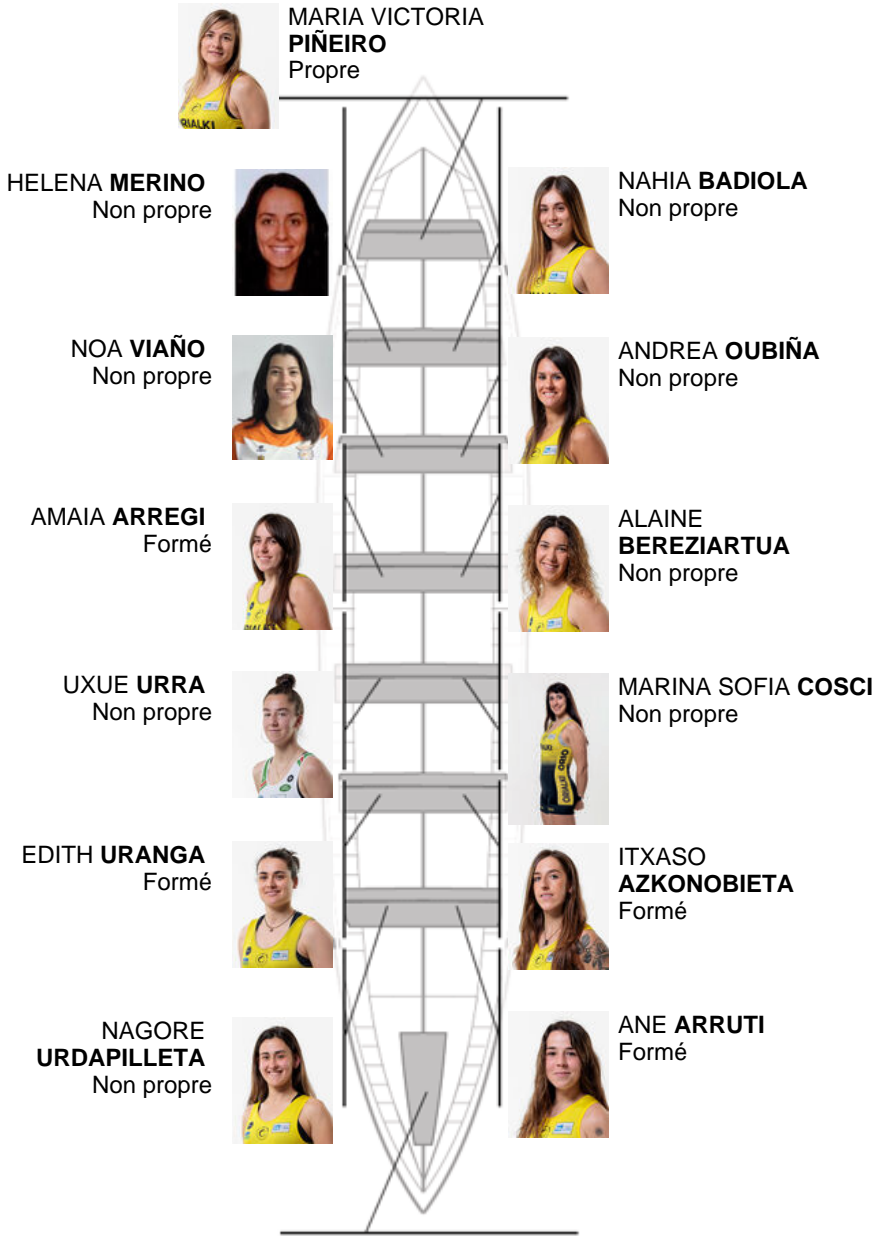 MARIA VICTORIA
PIÑEIRO
Propre
RIALKI
HELENA MERINO
Non propre
NAHIA BADIOLA
Non propre
NOA VIAÑO
Non propre
ANDREA OUBIÑA
Non propre
AMAIA ARREGI
Formé
ALAINE
BEREZIARTUA
Non propre
UXUE URRA
Non propre
MARINA SOFIA COSCI
Non propre
EDITH URANGA
Formé
ITXASO
AZKONOBIETA
Formé
NAGORE
URDAPILLETA
Non propre
ANE ARRUTI
Formé